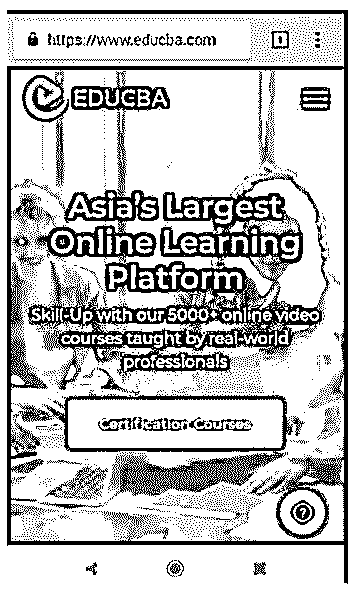 https://www.educba.com
1
EDUCBA
Asia's Largest
Online Learning
Platform
Skill-Up with our 5000+ online video
courses taught by real-world
professionals
Certification Courses
?